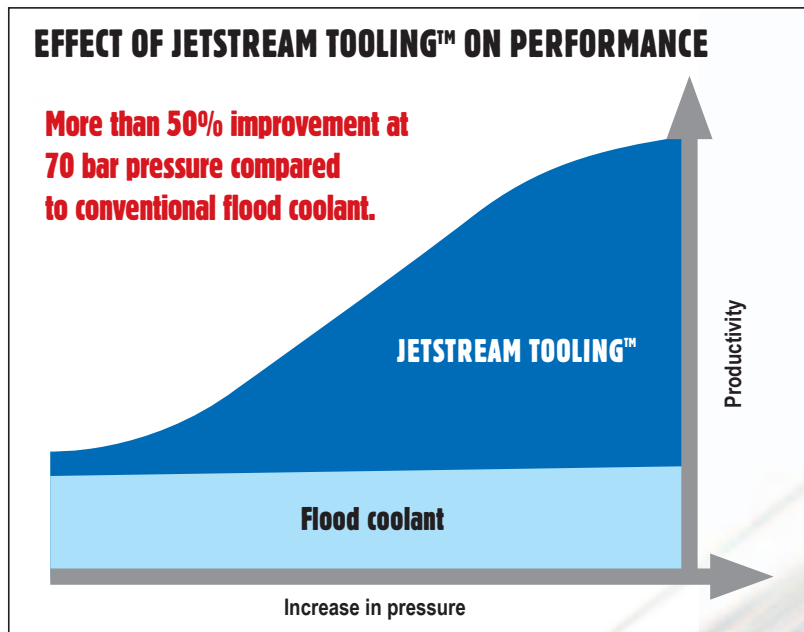 EFFECT OF JETSTREAM TOOLING™ ON PERFORMANCE
More than 50% improvement at
70 bar pressure compared
to conventional flood coolant.
JETSTREAM TOOLING™
Productivity
Flood coolant
Increase in pressure